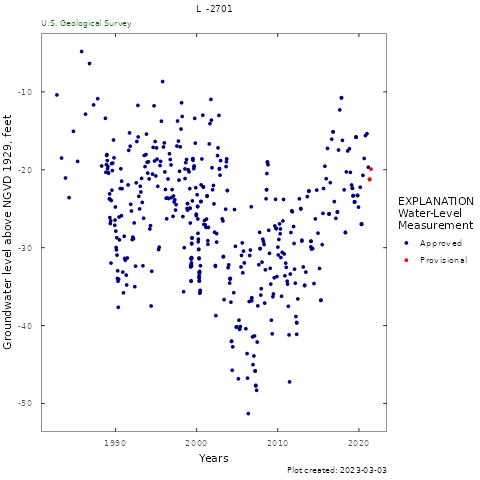 L -2701
U.S. Geological Survey
Groundwater level above NGVD 1929, feet
-10
-20
-30
-40
-50
1990
2000
2010
2020
Years
EXPLANATION
Water-Level
Measurement
Approved
Provisional
Plot created: 2023-03-03